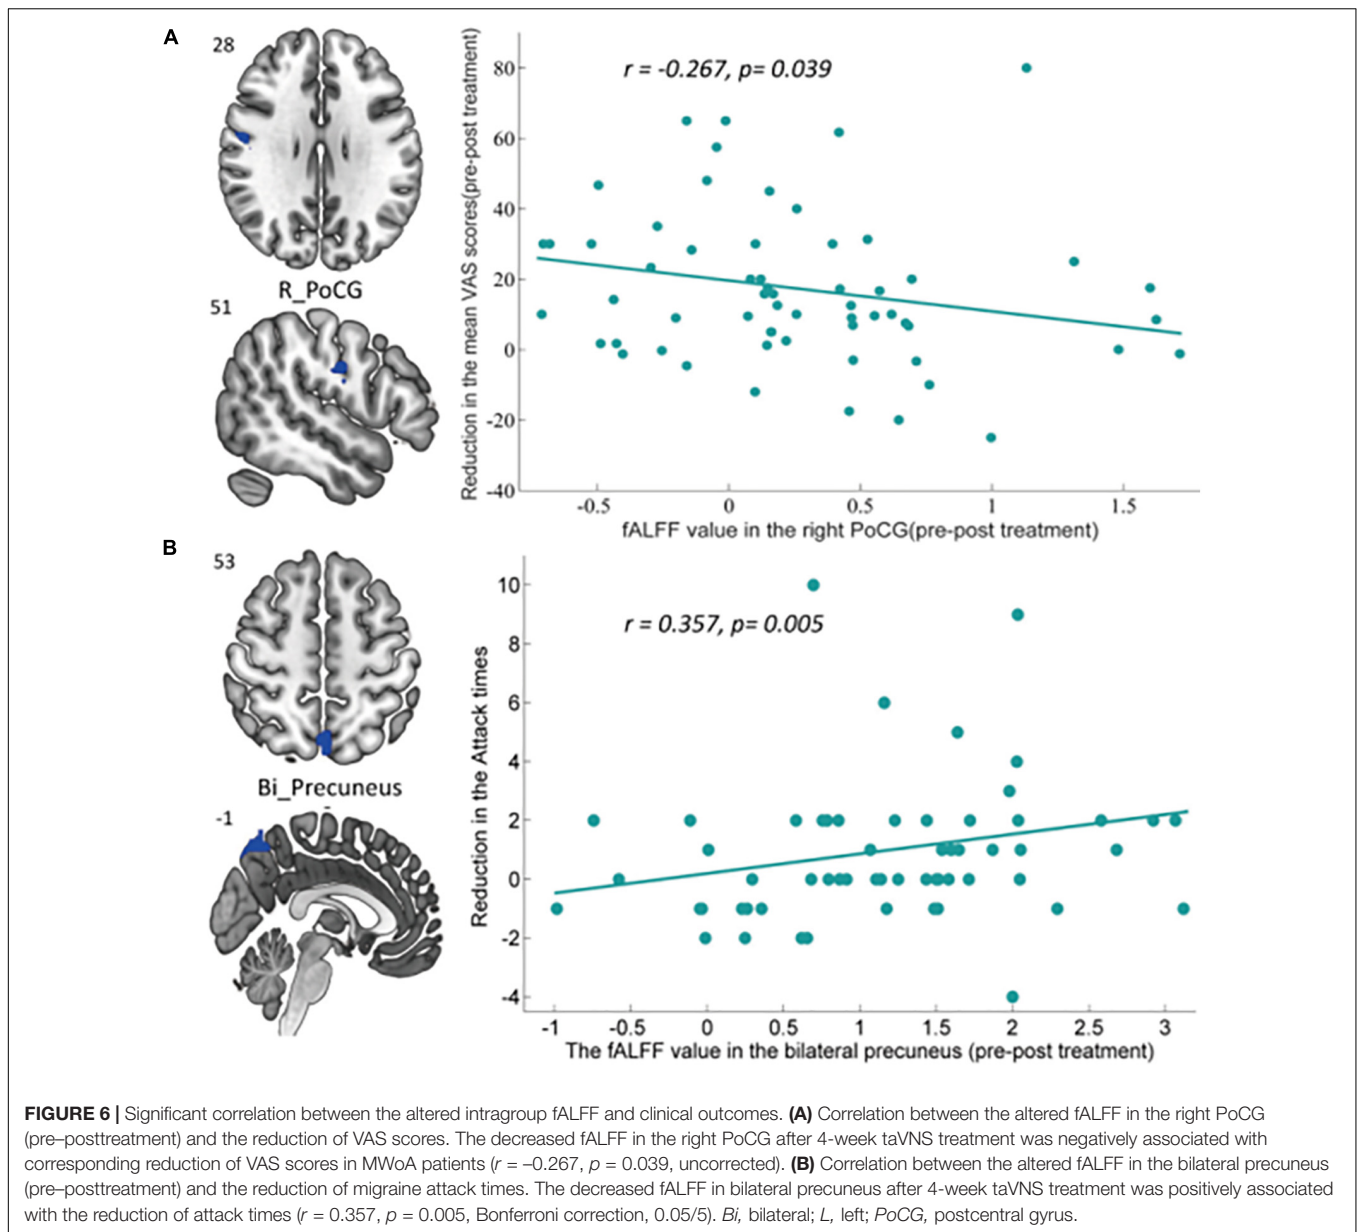 A
28
R_PoCG
51
r = -0.267, p= 0.039
Reduction in the mean VAS scores(pre-post treatment)
80
60
40
20
0
-20
-40
-0.5 0 0.5 1 1.5
fALFF value in the right PoCG(pre-post treatment)
B
53
Bi_Precuneus
-1
r = 0.357, p= 0.005
Reduction in the Attack times
10
8
6
4
2
0
-2
-4
-1 -0.5 0 0.5 1 1.5 2 2.5 3
The fALFF value in the bilateral precuneus (pre-post treatment)
FIGURE 6 | Significant correlation between the altered intragroup fALFF and clinical outcomes. (A) Correlation between the altered fALFF in the right PoCG
(pre–posttreatment) and the reduction of VAS scores. The decreased fALFF in the right PoCG after 4-week taVNS treatment was negatively associated with
corresponding reduction of VAS scores in MWoA patients (r = –0.267, p = 0.039, uncorrected). (B) Correlation between the altered fALFF in the bilateral precuneus
(pre–posttreatment) and the reduction of migraine attack times. The decreased fALFF in bilateral precuneus after 4-week taVNS treatment was positively associated
with the reduction of attack times (r = 0.357, p = 0.005, Bonferroni correction, 0.05/5). Bi, bilateral; L, left; PoCG, postcentral gyrus.